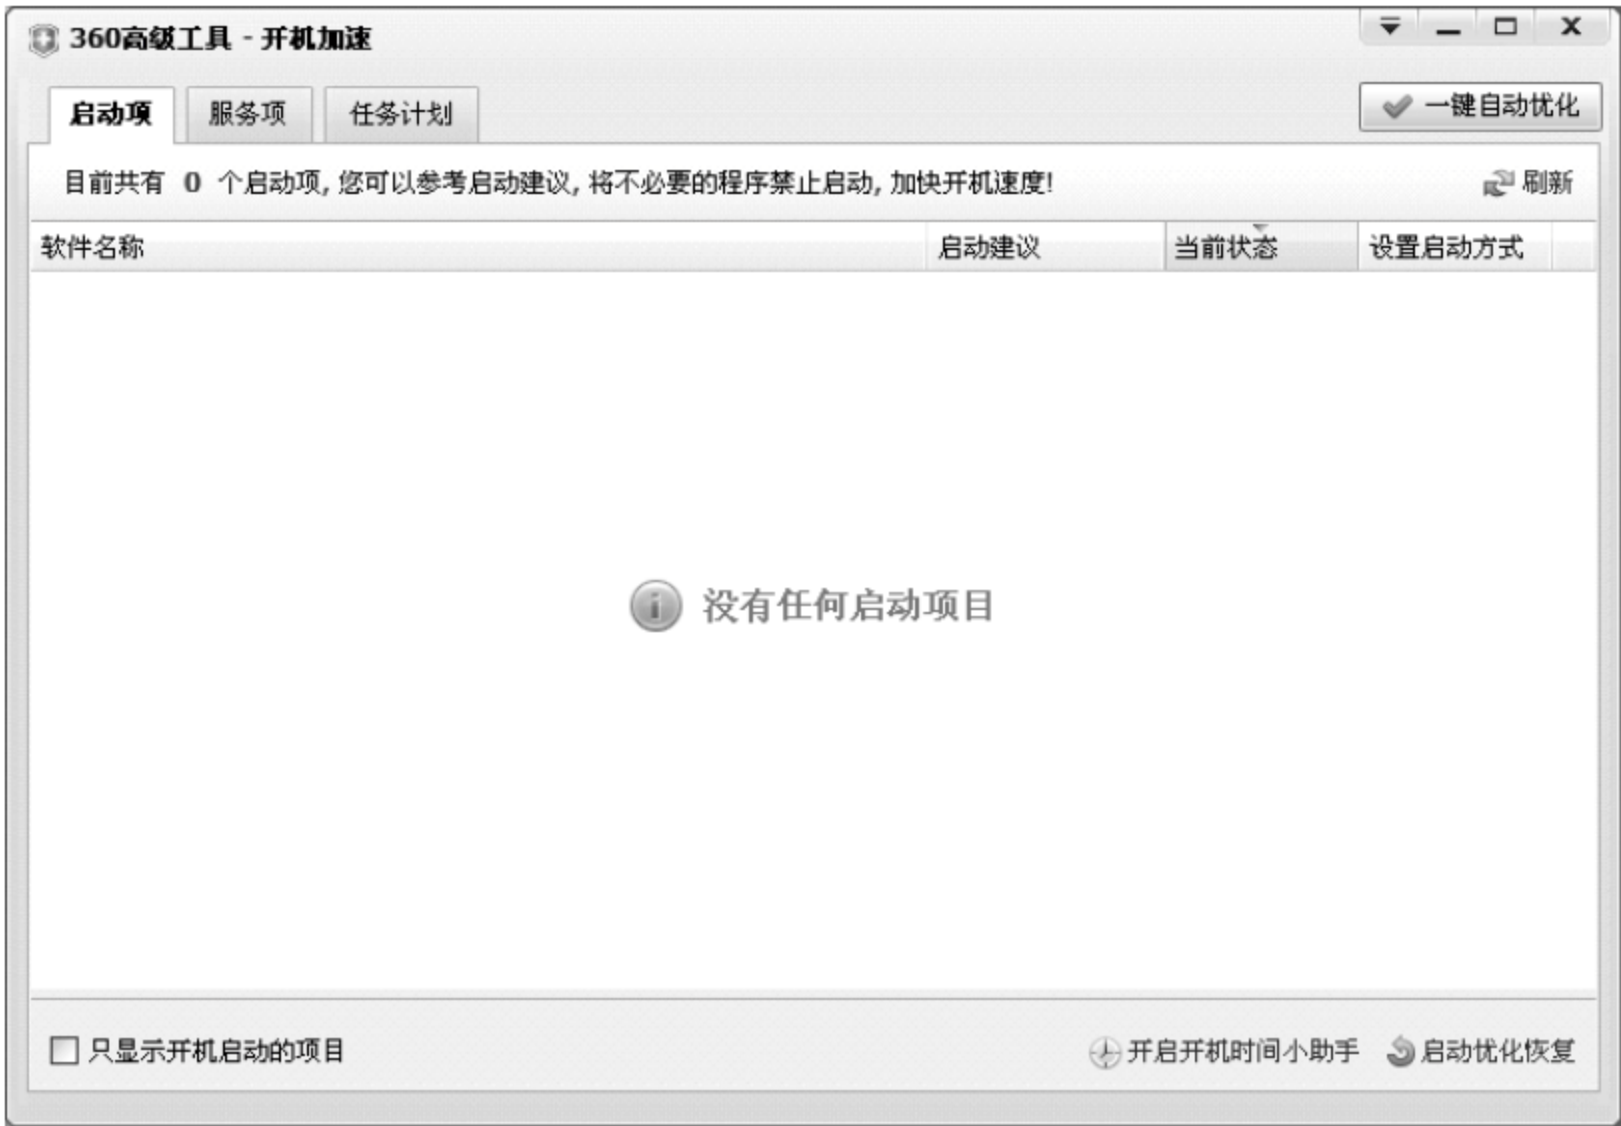 360高级工具 - 开机加速
启动项 服务项 任务计划 一键自动优化
目前共有 0 个启动项, 您可以参考启动建议, 将不必要的程序禁止启动, 加快开机速度! 刷新
软件名称 启动建议 当前状态 设置启动方式
没有任何启动项目
只显示开机启动的项目 开启开机时间小助手 启动优化恢复